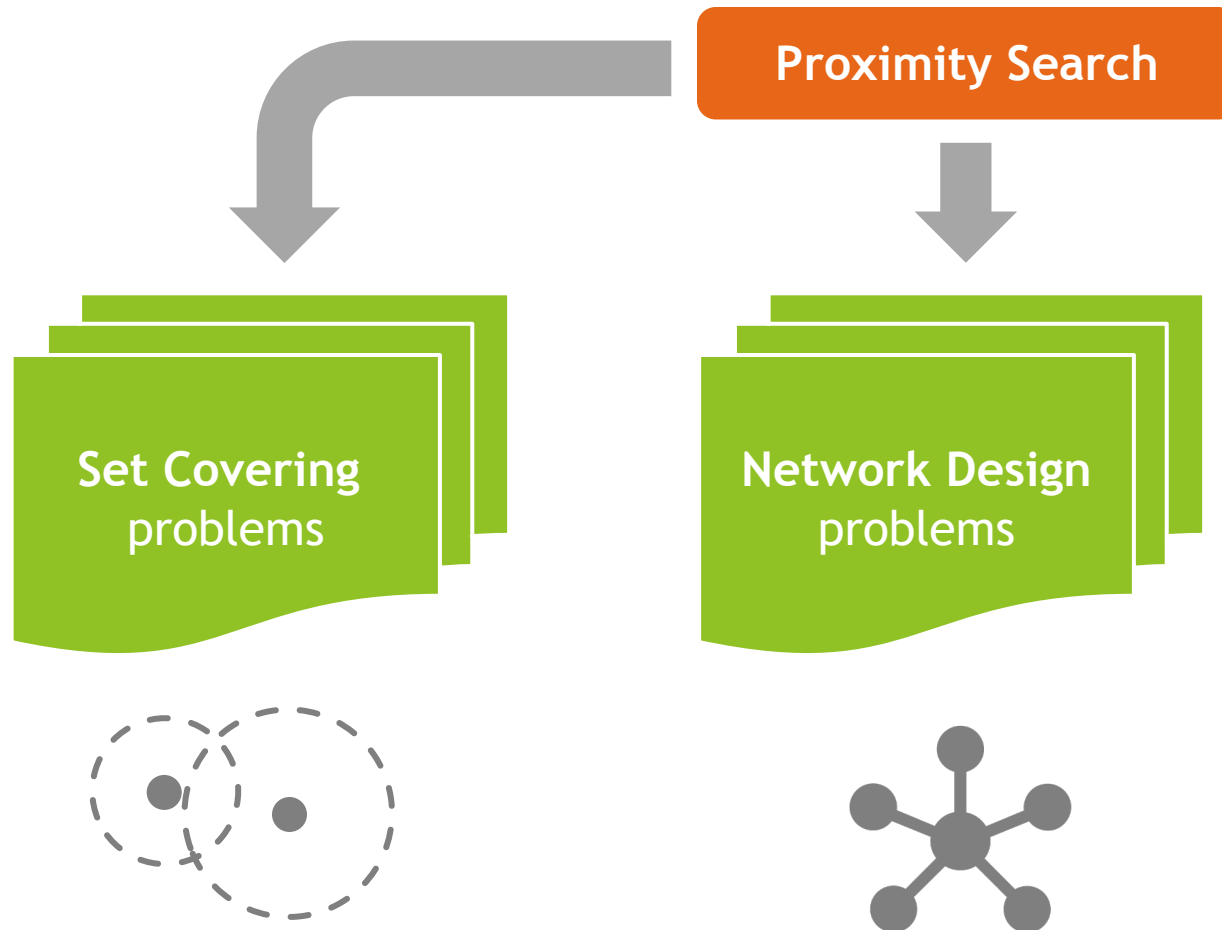 Proximity Search
Set Covering
problems
Network Design
problems